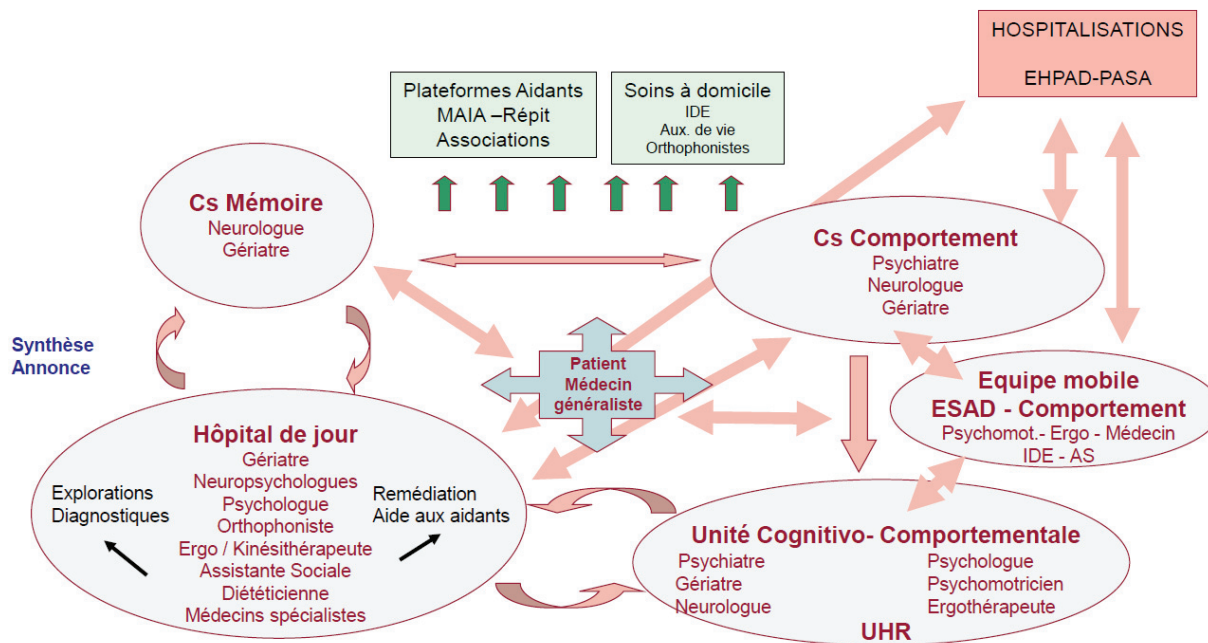 HOSPITALISATIONS
EHPAD-PASA
Plateformes Aidants
MAIA –Répit
Associations
Soins à domicile
IDE
Aux. de vie
Orthophonistes
Cs Mémoire
Neurologue
Gériatre
Cs Comportement
Psychiatre
Neurologue
Gériatre
Synthèse
Annonce
Patient
Médecin
généraliste
Equipe mobile
ESAD - Comportement
Psychomot.- Ergo - Médecin
IDE - AS
Hôpital de jour
Gériatre
Neuropsychologues
Psychologue
Orthophoniste
Ergo / Kinésithérapeute
Assistante Sociale
Diététicienne
Médecins spécialistes
Explorations
Diagnostiques
Remédiation
Aide aux aidants
Unité Cognitivo- Comportementale
Psychiatre
Gériatre
Neurologue
Psychologue
Psychomotricien
Ergothérapeute
UHR